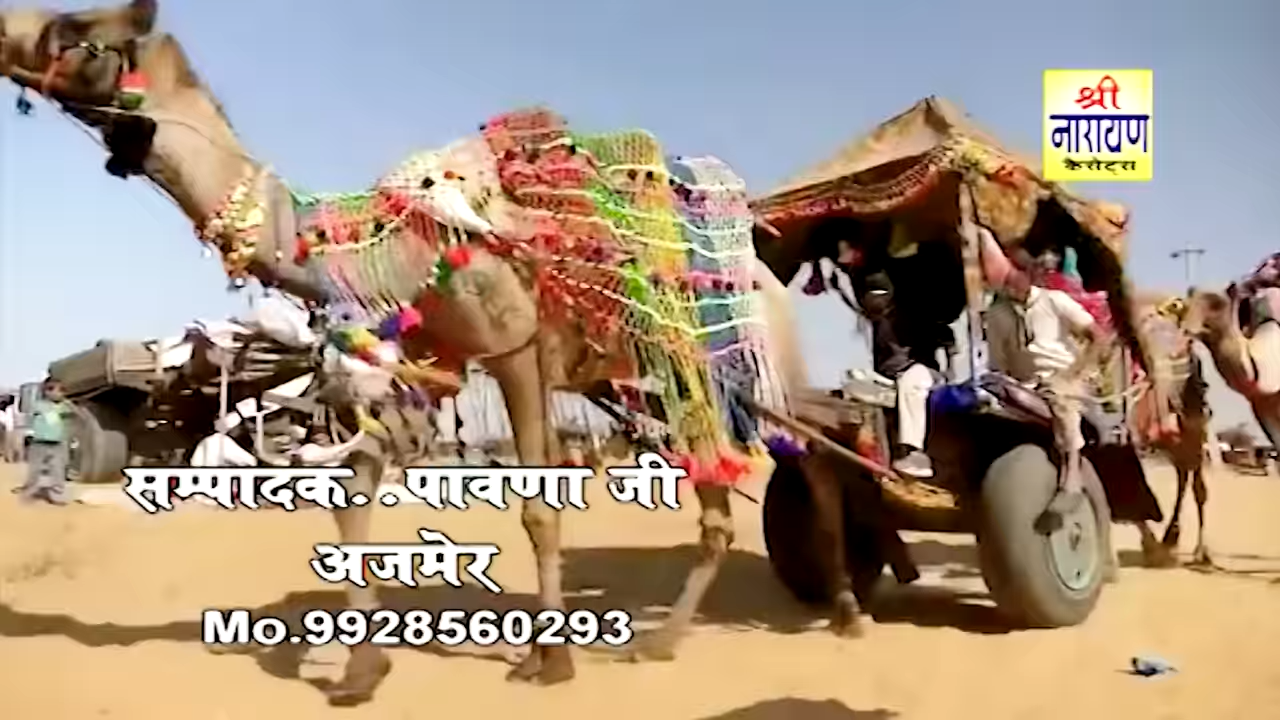 श्री
नारायण
कैसेट्स
सम्पादक..पावणा जी
अजमेर
Mo.9928560293